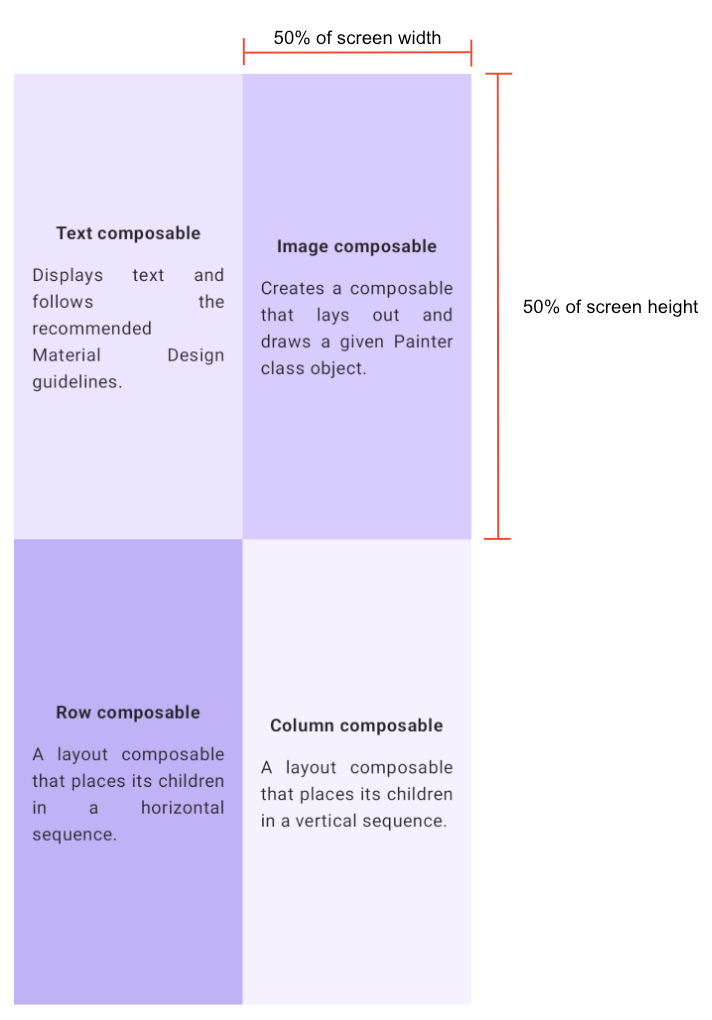 50% of screen width
Text composable
Displays text and
follows the
recommended
Material Design
guidelines.
Image composable
Creates a composable
that lays out and
draws a given Painter
class object.
50% of screen height
Row composable
A layout composable
that places its children
in a horizontal
sequence.
Column composable
A layout composable
that places its children
in a vertical sequence.